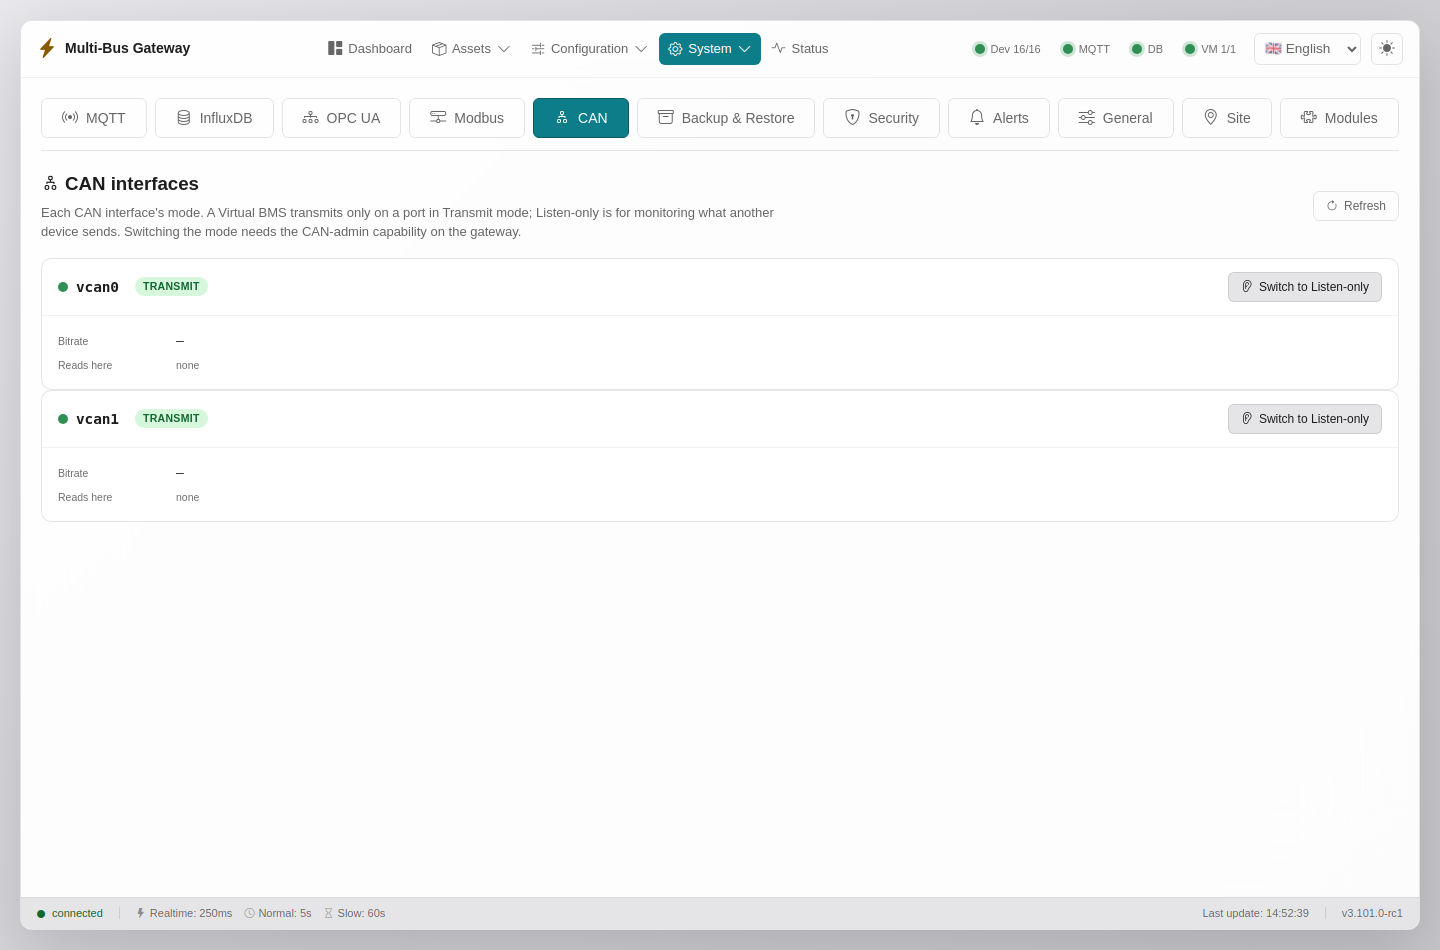 Multi-Bus Gateway
Dashboard
Assets
Configuration
System
Status
Dev 16/16
MQTT
DB
VM 1/1
English
MQTT
InfluxDB
OPC UA
Modbus
CAN
Backup & Restore
Security
Alerts
General
Site
Modules
CAN interfaces
Each CAN interface's mode. A Virtual BMS transmits only on a port in Transmit mode; Listen-only is for monitoring what another
device sends. Switching the mode needs the CAN-admin capability on the gateway.
Refresh
vcan0 TRANSMIT
Switch to Listen-only
Bitrate –
Reads here none
vcan1 TRANSMIT
Switch to Listen-only
Bitrate –
Reads here none
connected
Realtime: 250ms
Normal: 5s
Slow: 60s
Last update: 14:52:39
v3.101.0-rc1